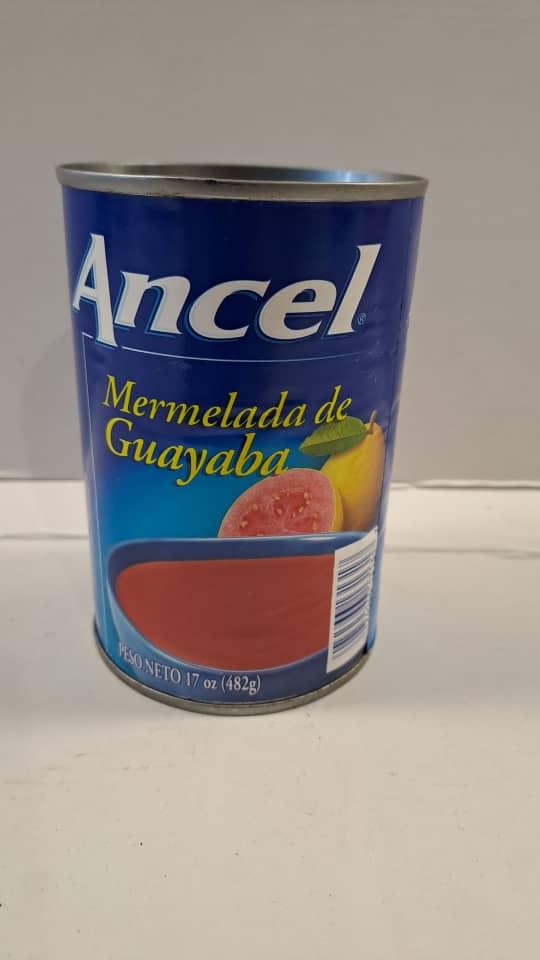 Ancel®
Mermelada de
Guayaba
PESO NETO 17 oz (482g)